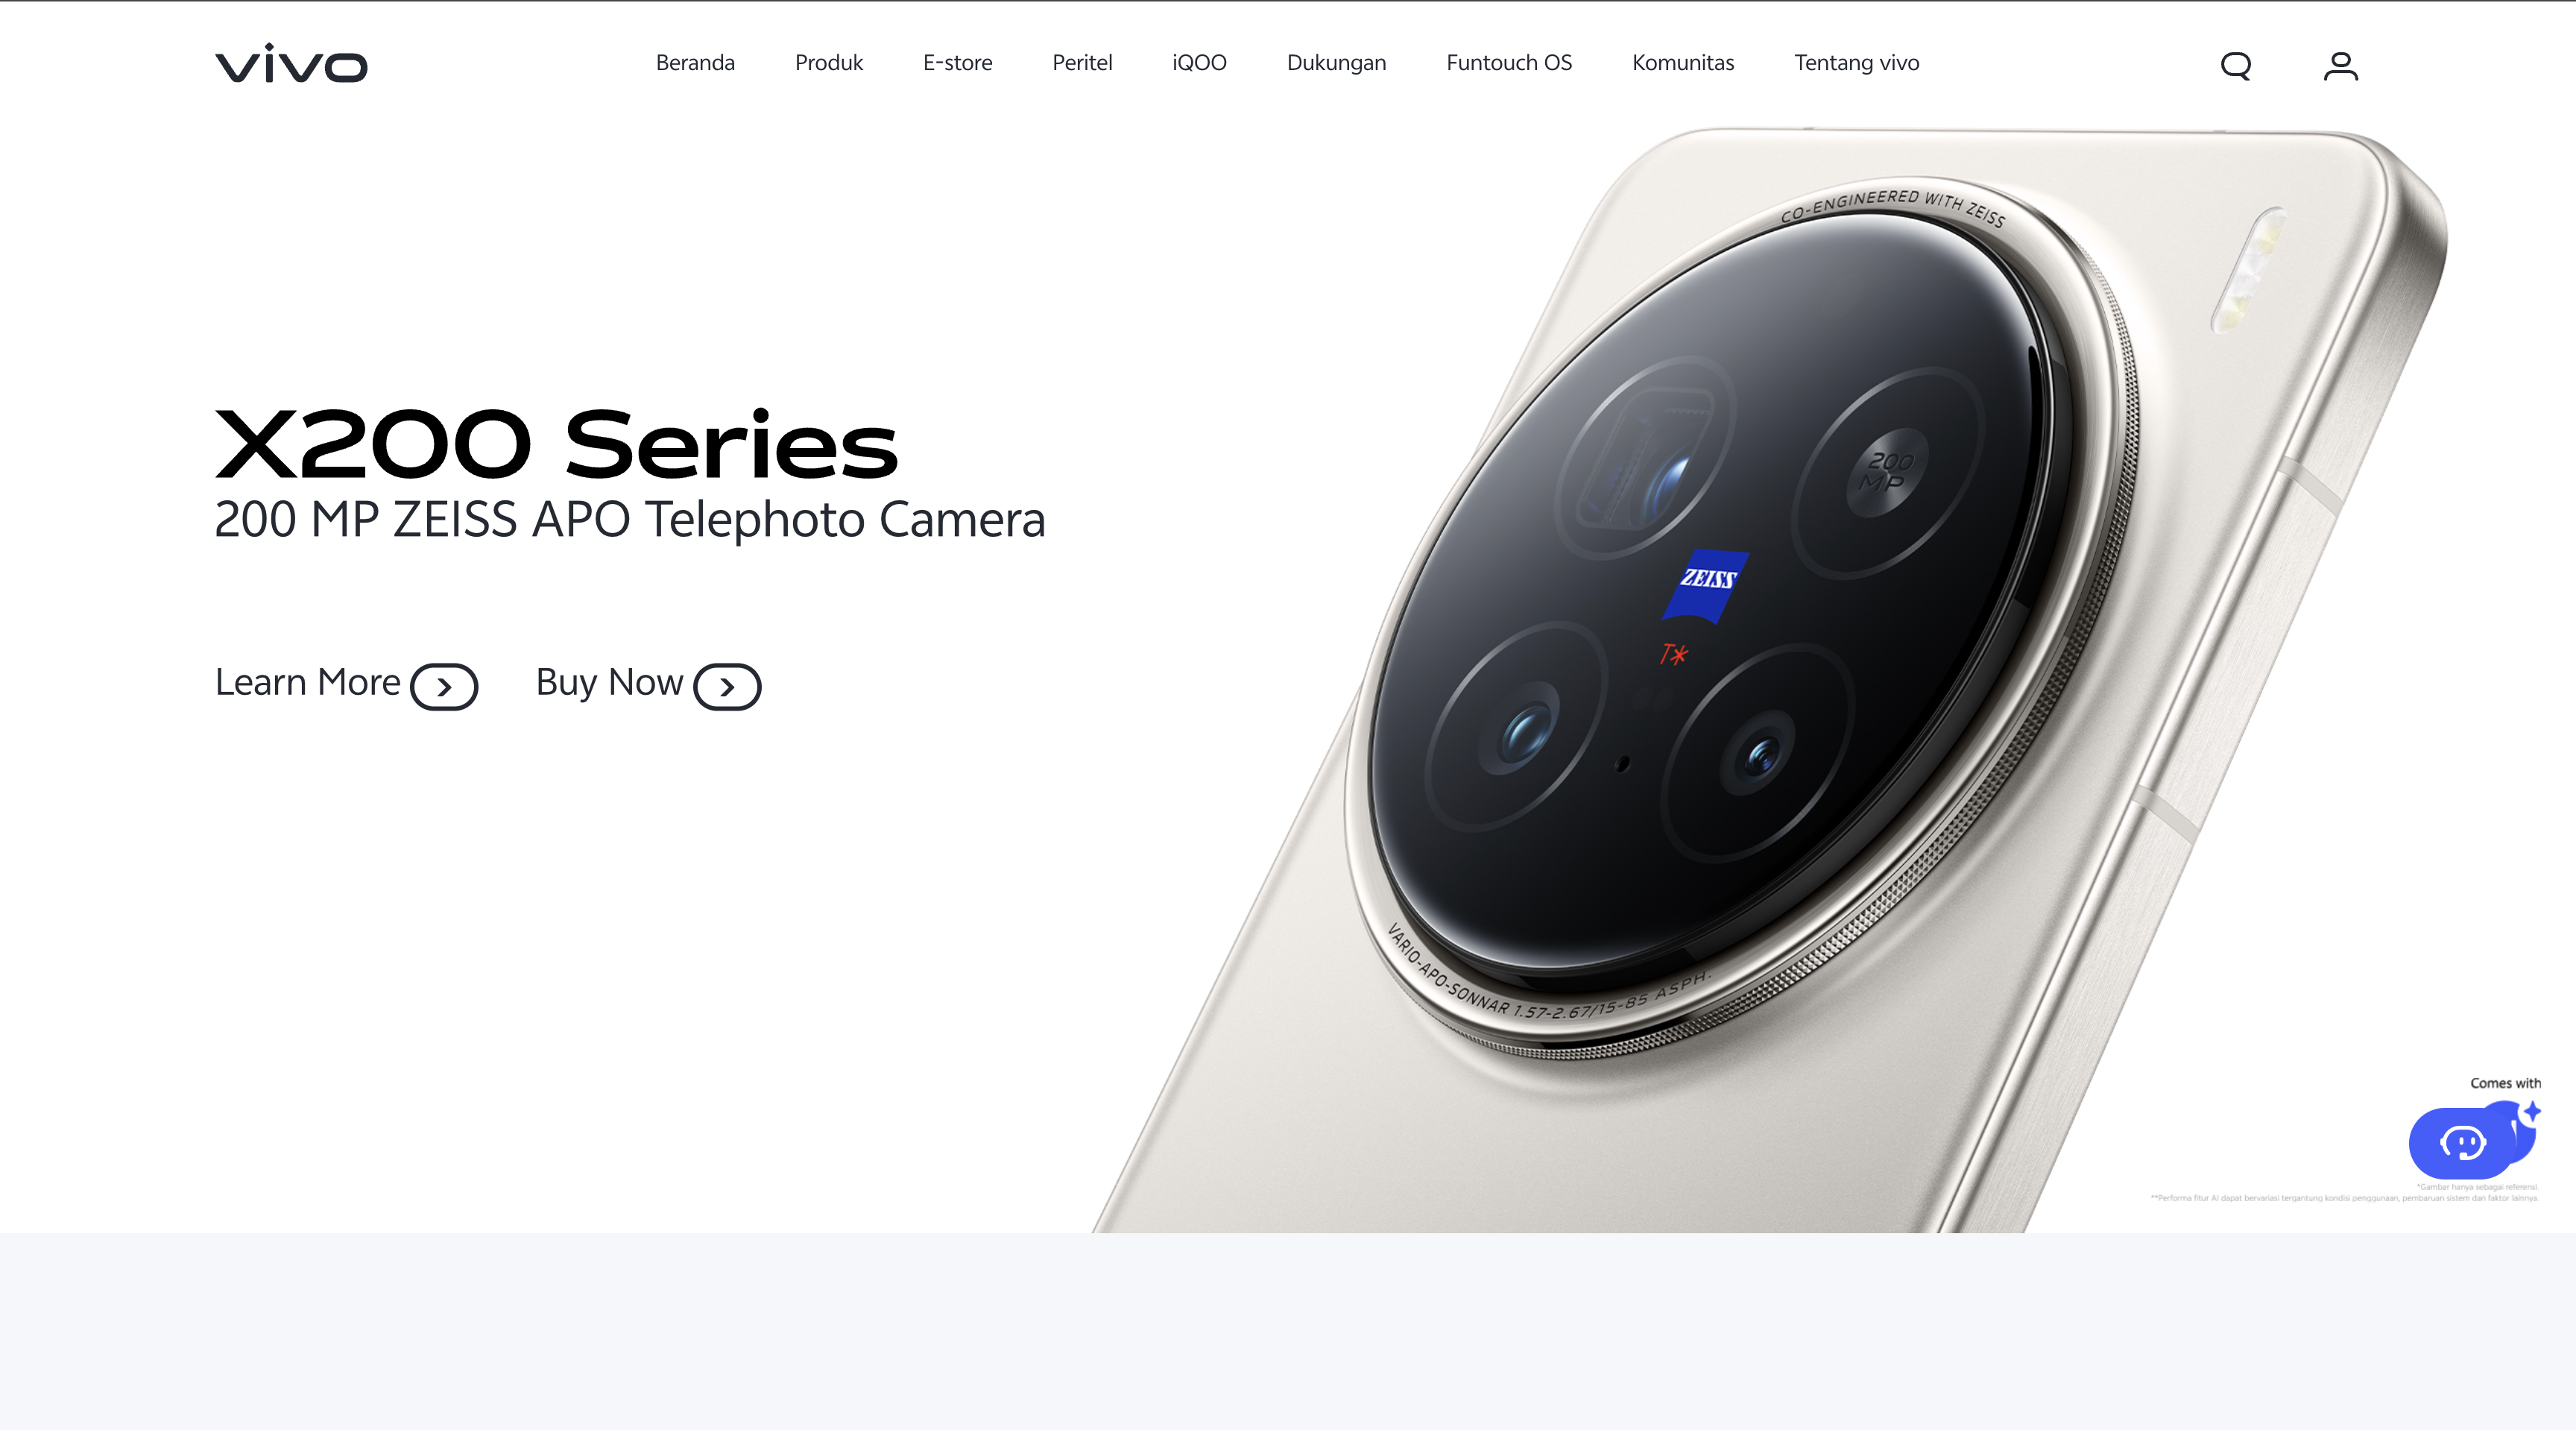 vivo
Beranda Produk E-store Peritel iQOO Dukungan Funtouch OS Komunitas Tentang vivo
CO-ENGINEERED WITH ZEISS
X200 Series
200 MP ZEISS APO Telephoto Camera
200
MP
ZEISS
T*
Learn More Buy Now
VARIO-APO-SONNAR 1.57-2.67/15-85 ASPH.
Comes with
*Gambar hanya sebagai referensi.
**Performa fitur AI dapat bervariasi tergantung kondisi penggunaan, pembaruan sistem dan faktor lainnya.